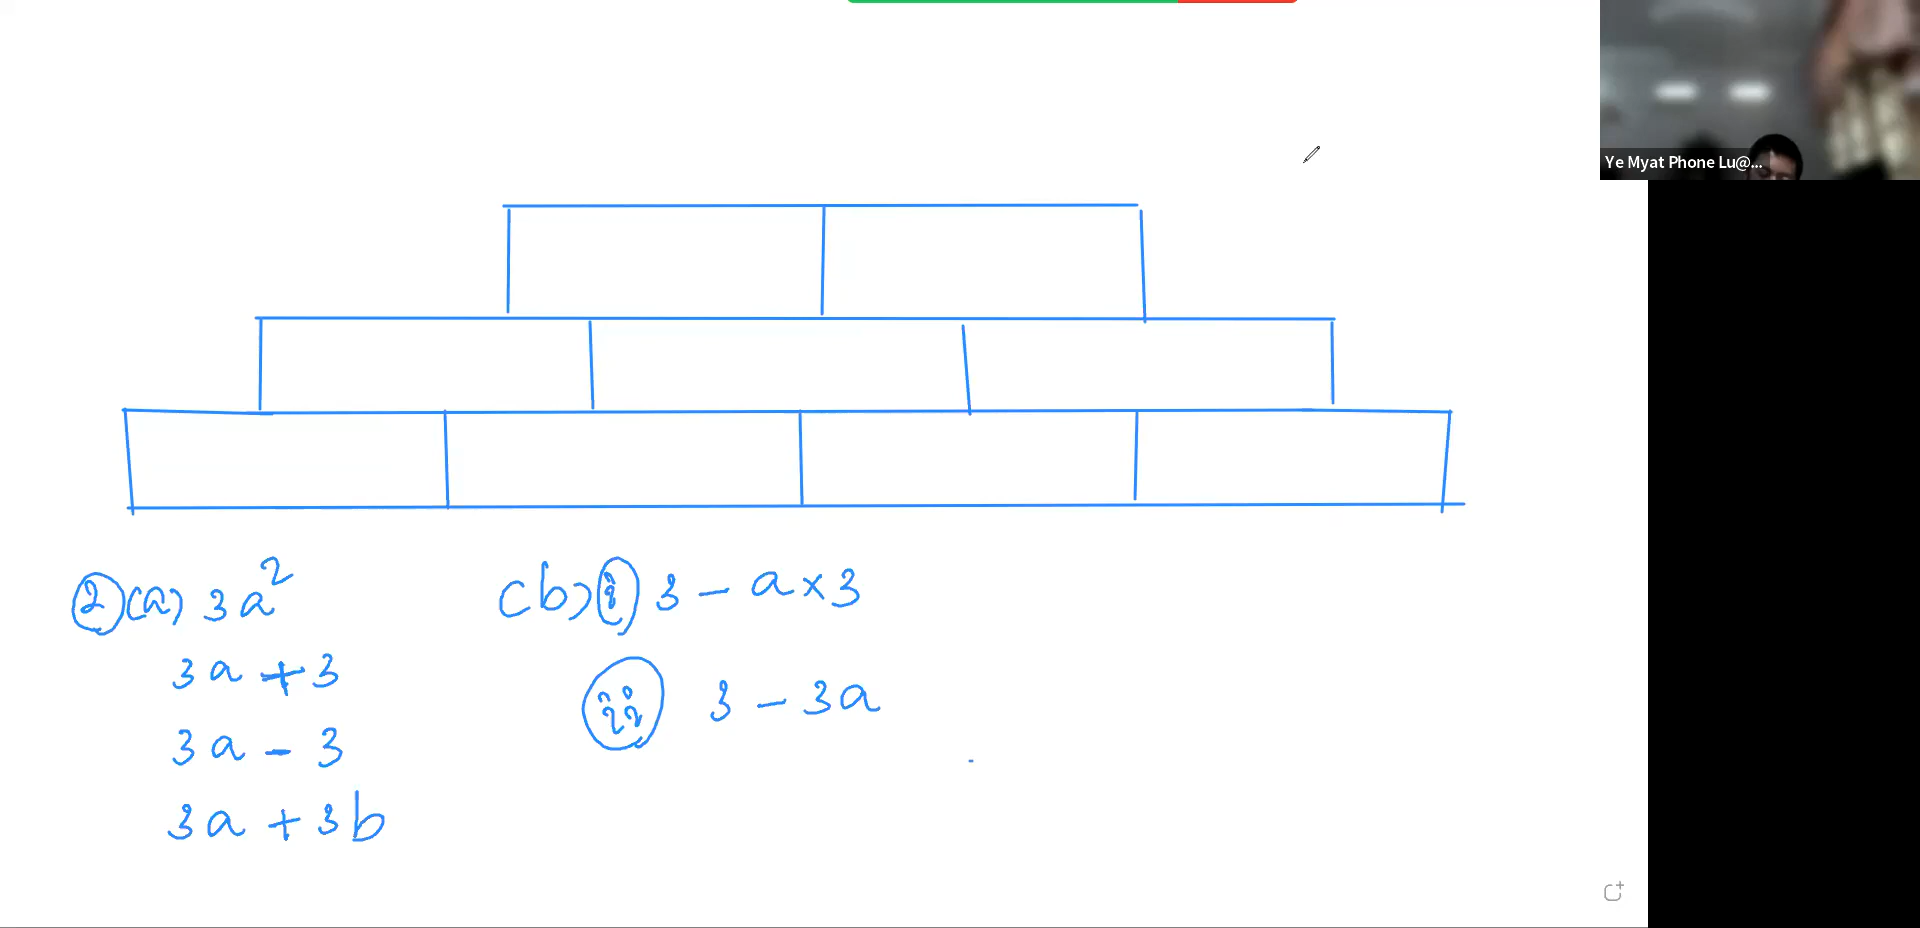 Ye Myat Phone Lu@...
② (a) 3a²
3a + 3
3a - 3
3a + 3b
(b) (i) 3 - a × 3
(ii) 3 - 3a